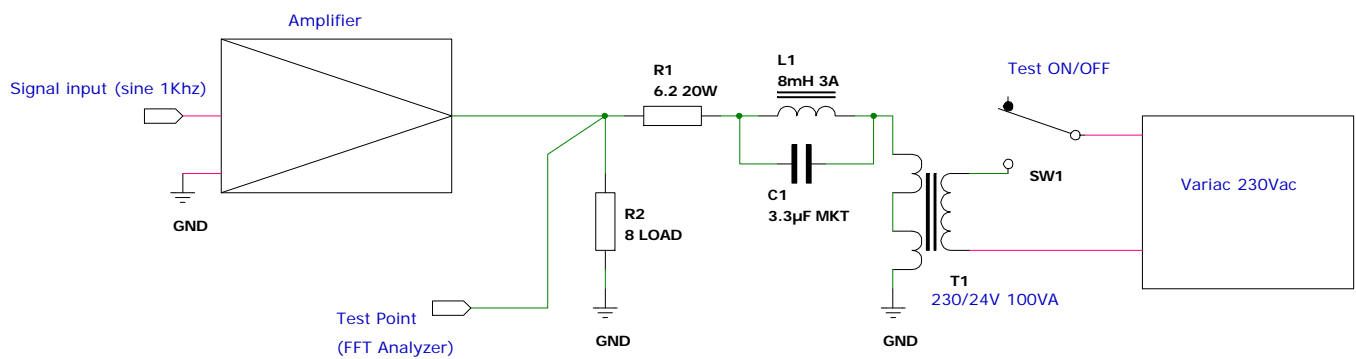 Amplifier
Signal input (sine 1Khz)
GND
R1
6.2 20W
L1
8mH 3A
C1
3.3µF MKT
R2
8 LOAD
GND
Test Point
(FFT Analyzer)
Test ON/OFF
SW1
T1
230/24V 100VA
GND
Variac 230Vac